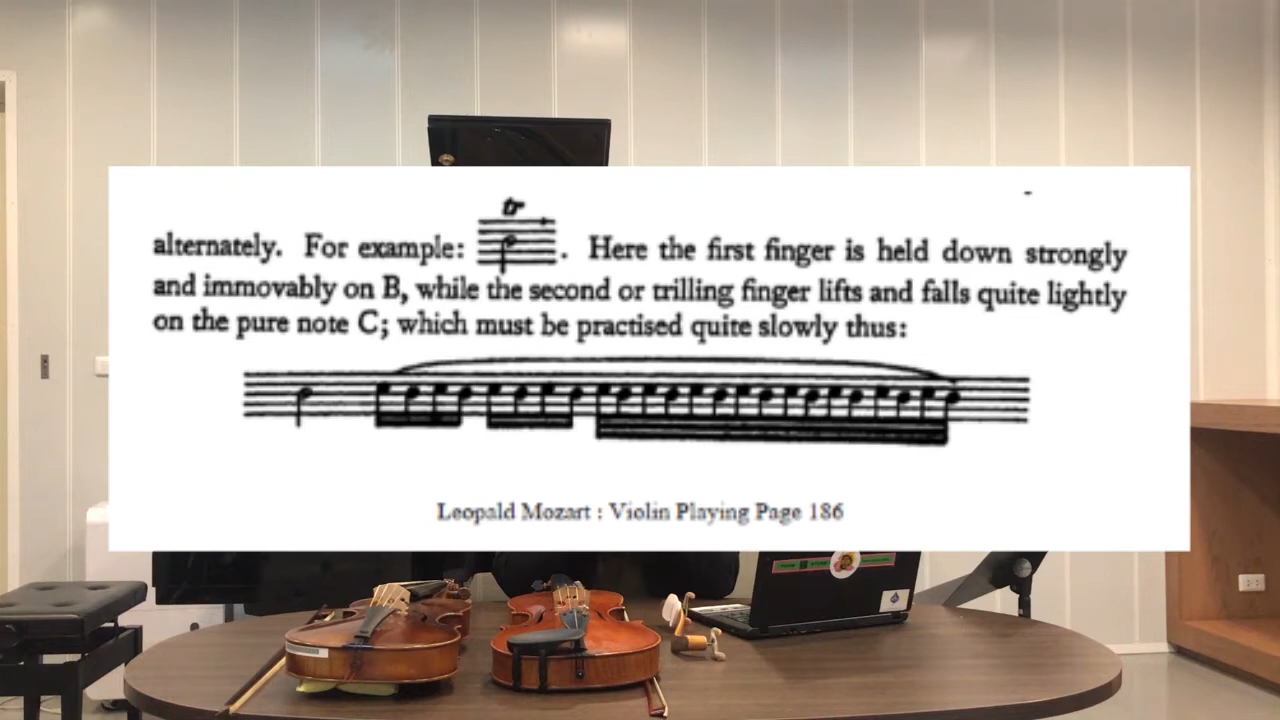 tr
alternately. For example: . Here the first finger is held down strongly
and immovably on B, while the second or trilling finger lifts and falls quite lightly
on the pure note C; which must be practised quite slowly thus:
Leopald Mozart : Violin Playing Page 186